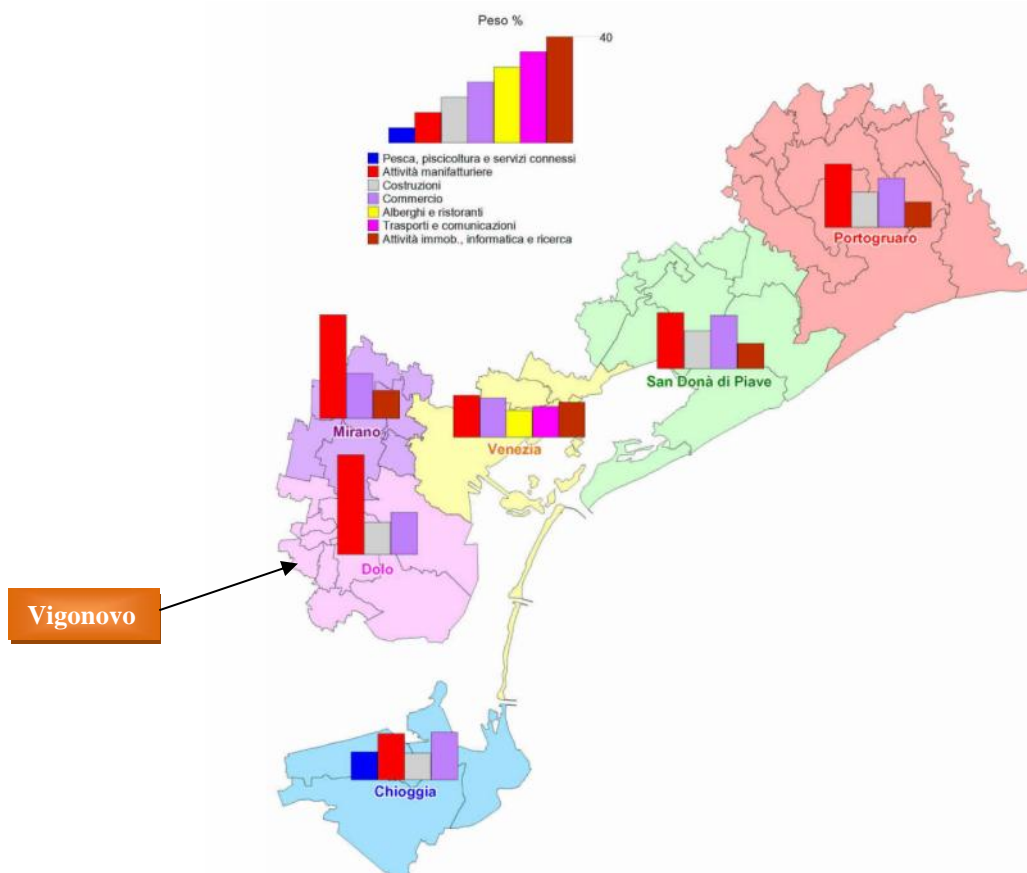 Peso %
40
Pesca, piscicoltura e servizi connessi
Attività manifatturiere
Costruzioni
Commercio
Alberghi e ristoranti
Trasporti e comunicazioni
Attività immob., informatica e ricerca
Portogruaro
San Donà di Piave
Mirano
Venezia
Dolo
Vigonovo
Chioggia